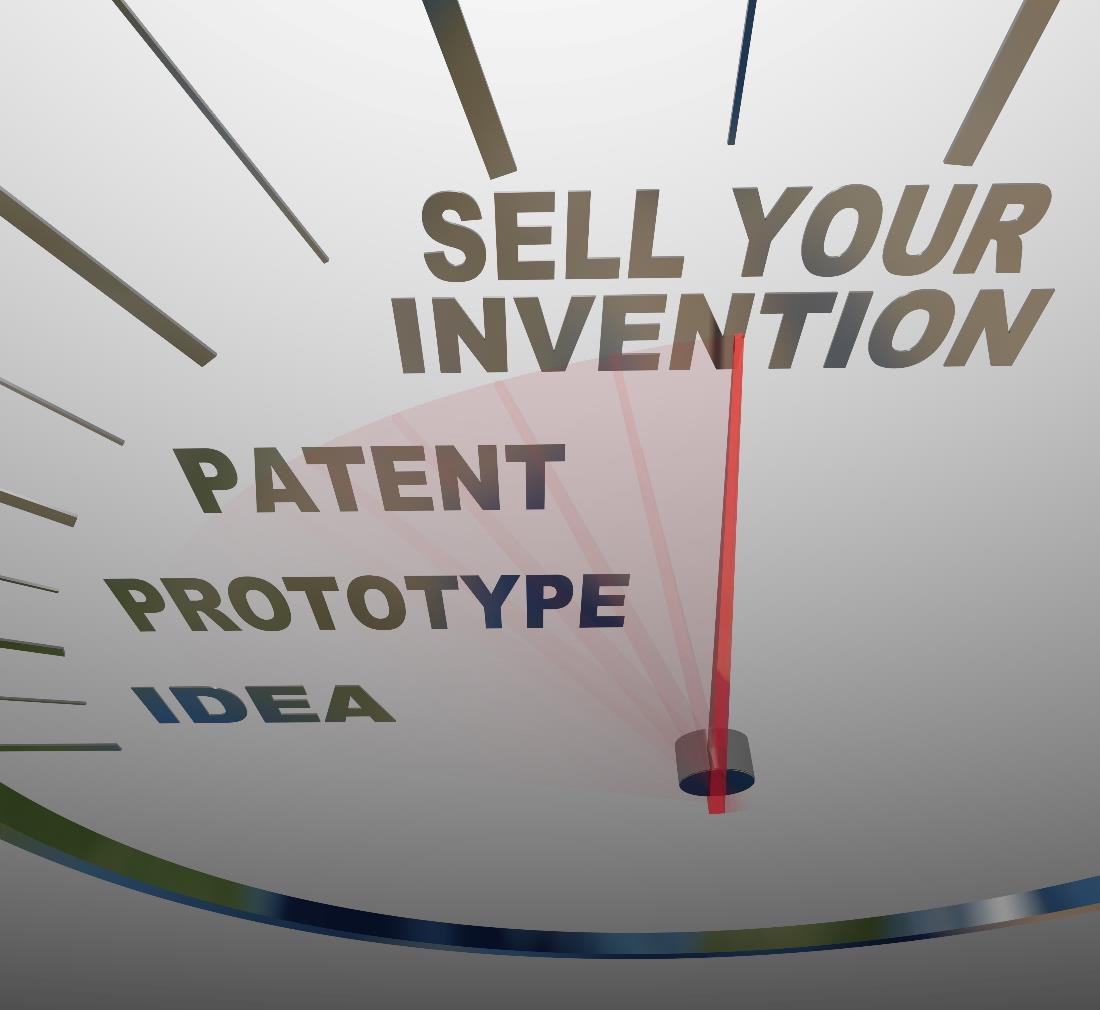 SELL YOUR
INVENTION
PATENT
PROTOTYPE
IDEA